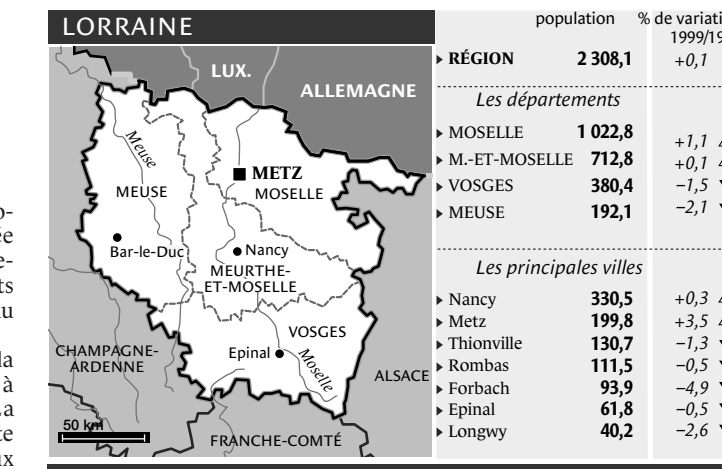 LORRAINE
LUX.
ALLEMAGNE
Meuse
METZ
MOSELLE
MEUSE
Bar-le-Duc
Nancy
MEURTHE-
ET-MOSELLE
VOSGES
Epinal
Moselle
CHAMPAGNE-
ARDENNE
ALSACE
50 km
FRANCHE-COMTÉ
population % de variati
1999/19
RÉGION 2 308,1 +0,1
Les départements
MOSELLE 1 022,8 +1,1
M.-ET-MOSELLE 712,8 +0,1
VOSGES 380,4 –1,5
MEUSE 192,1 –2,1
Les principales villes
Nancy 330,5 +0,3
Metz 199,8 +3,5
Thionville 130,7 –1,3
Rombas 111,5 –0,5
Forbach 93,9 –4,9
Epinal 61,8 –0,5
Longwy 40,2 –2,6